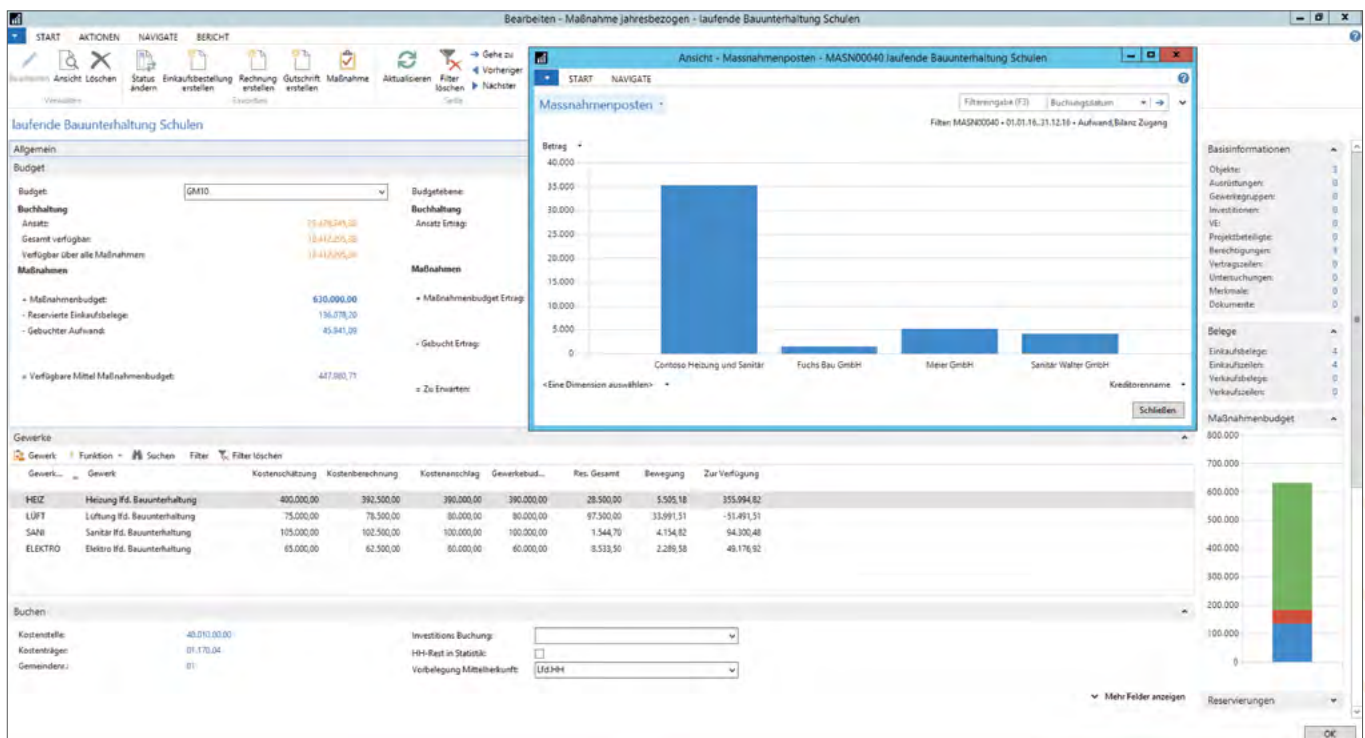 Bearbeiten - Maßnahme jahresbezogen - laufende Bauunterhaltung Schulen
START AKTIONEN NAVIGATE BERICHT
Bearbeiten Ansicht Löschen
Status ändern
Einkaufsbestellung erstellen
Rechnung erstellen
Gutschrift erstellen
Maßnahme
Aktualisieren
Filter löschen
Gehe zu
Vorheriger
Nächster
Verwalten
Favoriten
Seite
laufende Bauunterhaltung Schulen
Allgemein
Budget
Budget: GM10. Budgetebene:
Buchhaltung Buchhaltung
Ansatz: Ansatz Ertrag:
Gesamt verfügbar:
Verfügbar über alle Maßnahmen:
Maßnahmen Maßnahmen
+ Maßnahmenbudget: 630.000,00 + Maßnahmenbudget Ertrag:
- Reservierte Einkaufsbelege: 136.078,20
- Gebuchter Aufwand: 45.941,09
- Gebucht Ertrag:
= Verfügbare Mittel Maßnahmenbudget: 447.980,71
= Zu Erwarten:
Ansicht - Massnahmenposten - MASN00040 laufende Bauunterhaltung Schulen
START NAVIGATE
Massnahmenposten
Filtereingabe (F3) Buchungsdatum
Filter: MASN00040 • 01.01.16..31.12.16 • Aufwand,Bilanz Zugang
Betrag
40.000
35.000
30.000
25.000
20.000
15.000
10.000
5.000
0
Contoso Heizung und Sanitär Fuchs Bau GmbH Meier GmbH Sanitär Walter GmbH
<Eine Dimension auswählen> Kreditorenname
Schließen
Gewerke
Gewerk Funktion Suchen Filter Filter löschen
Gewerk... Gewerk Kostenschätzung Kostenberechnung Kostenanschlag Gewerkebud... Res. Gesamt Bewegung Zur Verfügung
HEIZ Heizung lfd. Bauunterhaltung 400.000,00 392.500,00 390.000,00 390.000,00 28.500,00 5.505,18 355.994,82
LÜFT Lüftung lfd. Bauunterhaltung 75.000,00 78.500,00 80.000,00 80.000,00 97.500,00 33.991,51 -51.491,51
SANI Sanitär lfd. Bauunterhaltung 105.000,00 102.500,00 100.000,00 100.000,00 1.544,70 4.154,82 94.300,48
ELEKTRO Elektro lfd. Bauunterhaltung 65.000,00 62.500,00 60.000,00 60.000,00 8.533,50 2.289,58 49.176,92
Buchen
Kostenstelle: 40.010.00.00 Investitions Buchung:
Kostenträger: 01.170.04 HH-Rest in Statistik:
Gemeindenr.: 01 Vorbelegung Mittelherkunft: Lfd.HH
Mehr Felder anzeigen
Basisinformationen
Objekte: 3
Ausrüstungen: 0
Gewerkegruppen: 0
Investitionen: 0
VE: 0
Projektbeteiligte: 0
Berechtigungen:
Vertragszeilen: 0
Untersuchungen: 0
Merkmale: 0
Dokumente: 0
Belege
Einkaufsbelege: 4
Einkaufszeilen: 4
Verkaufsbelege: 0
Verkaufszeilen: 0
Maßnahmenbudget
800.000
700.000
600.000
500.000
400.000
300.000
200.000
100.000
0
Reservierungen
OK